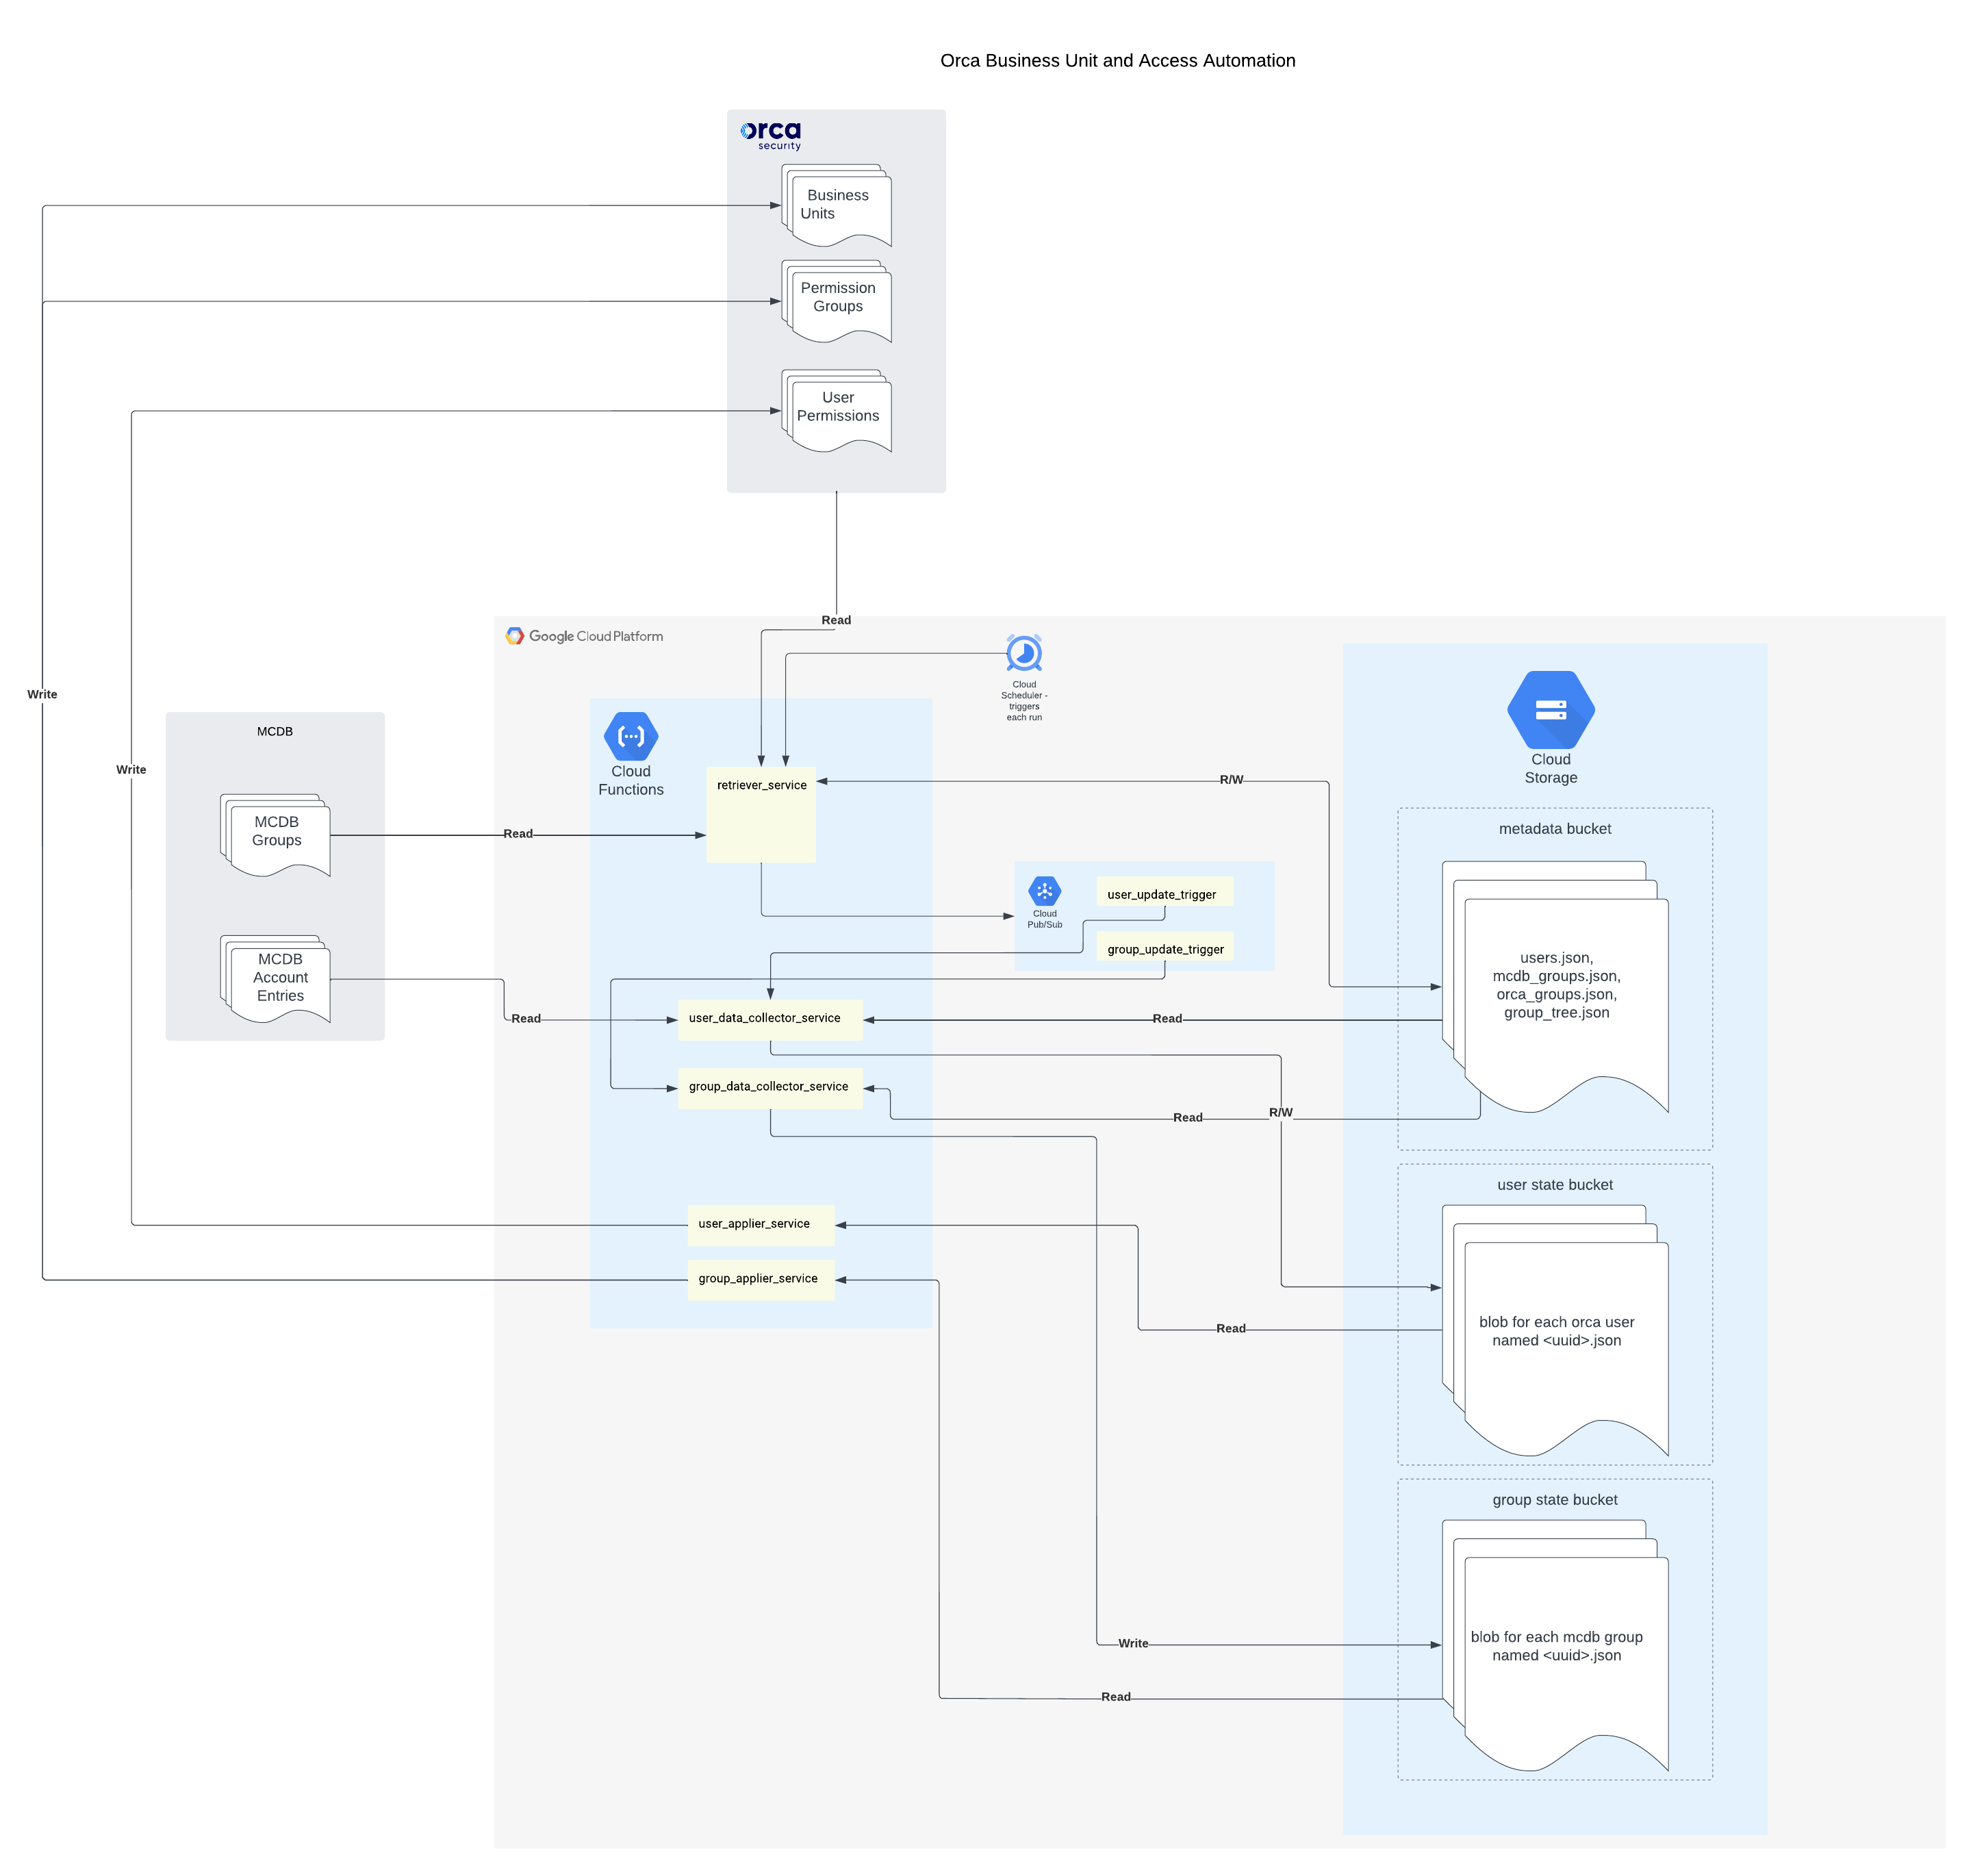 Orca Business Unit and Access Automation
orca
security
Business
Units
Permission
Groups
User
Permissions
Read
Google Cloud Platform
Cloud
Scheduler -
triggers
each run
Write
Write
MCDB
MCDB
Groups
Read
MCDB
Account
Entries
Read
Cloud
Functions
retriever_service
R/W
Cloud
Pub/Sub
user_update_trigger
group_update_trigger
user_data_collector_service
Read
group_data_collector_service
Read
R/W
user_applier_service
group_applier_service
Read
Write
Read
Cloud
Storage
metadata bucket
users.json,
mcdb_groups.json,
orca_groups.json,
group_tree.json
user state bucket
blob for each orca user
named <uuid>.json
group state bucket
blob for each mcdb group
named <uuid>.json